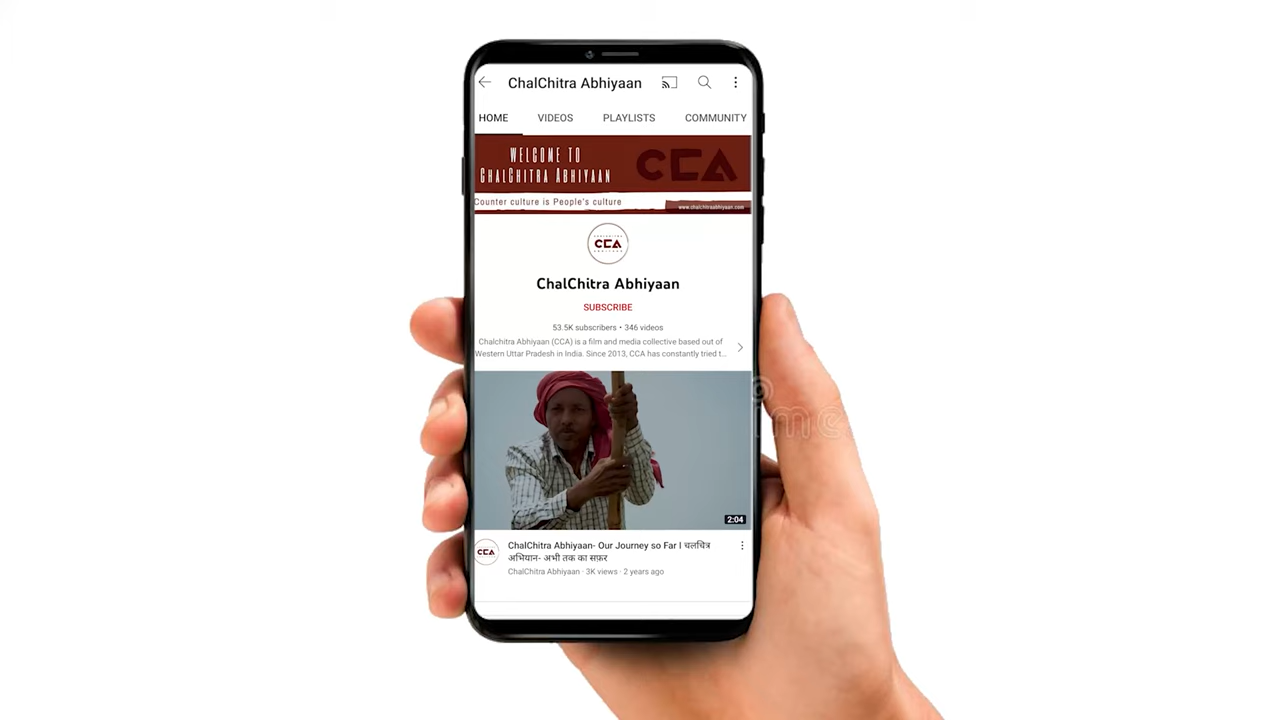 ChalChitra Abhiyaan
HOME VIDEOS PLAYLISTS COMMUNITY
WELCOME TO
CHALCHITRA ABHIYAAN
CCA
Counter culture is People's culture
www.chalchitraabhiyaan.com
CCA
ChalChitra Abhiyaan
SUBSCRIBE
53.5K subscribers • 346 videos
Chalchitra Abhiyaan (CCA) is a film and media collective based out of
Western Uttar Pradesh in India. Since 2013, CCA has constantly tried t...
2:04
CCA
ChalChitra Abhiyaan- Our Journey so Far l चलचित्र
अभियान- अभी तक का सफ़र
ChalChitra Abhiyaan · 3K views · 2 years ago